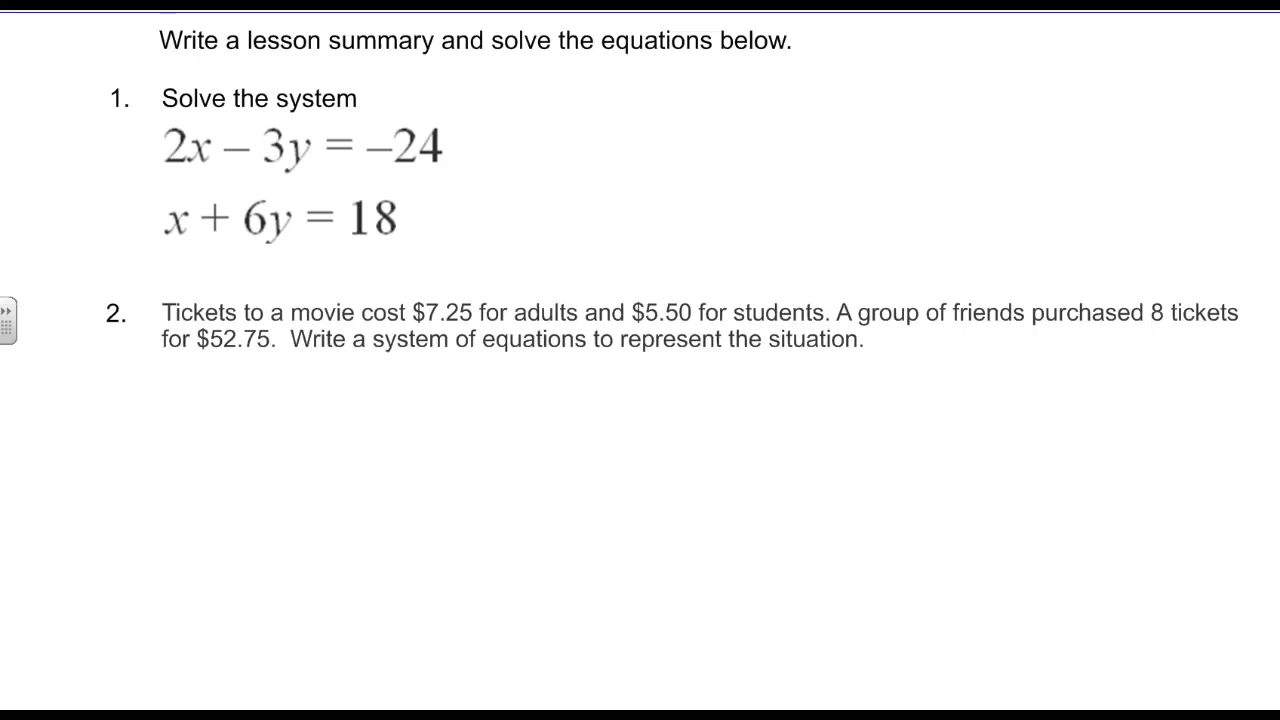 Write a lesson summary and solve the equations below.
1. Solve the system
2x – 3y = –24
x + 6y = 18
2. Tickets to a movie cost $7.25 for adults and $5.50 for students. A group of friends purchased 8 tickets
for $52.75. Write a system of equations to represent the situation.